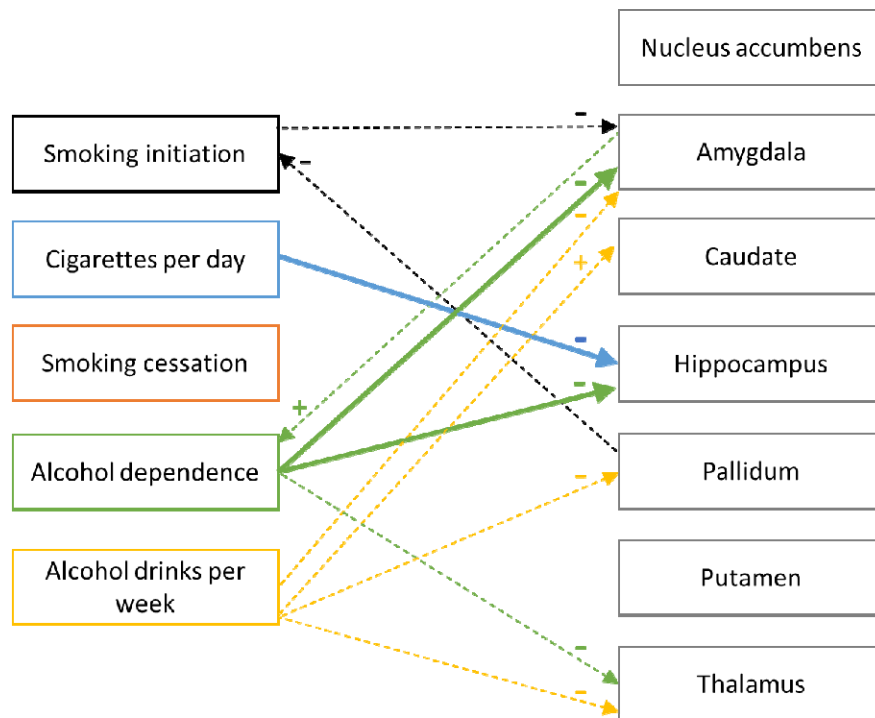 Nucleus accumbens
Smoking initiation
Amygdala
Cigarettes per day
Caudate
Smoking cessation
Hippocampus
Alcohol dependence
Pallidum
Alcohol drinks per
week
Putamen
Thalamus
-
-
-
-
+
-
-
+
-
-
-